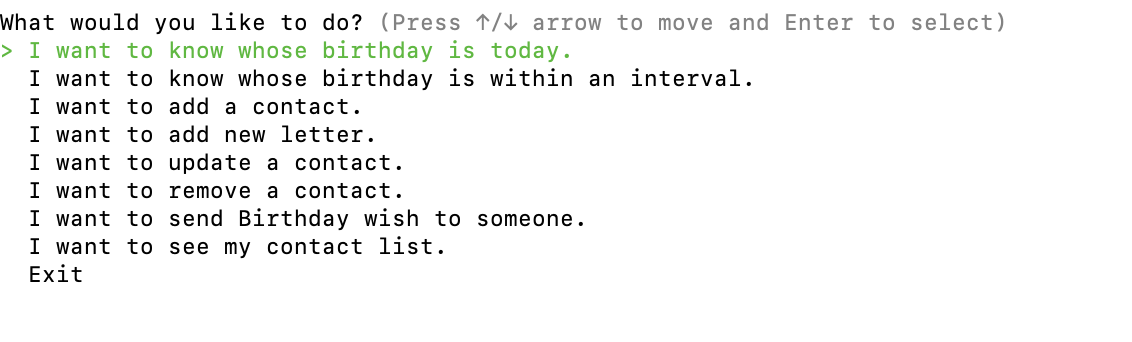 What would you like to do? (Press ↑/↓ arrow to move and Enter to select)
> I want to know whose birthday is today.
I want to know whose birthday is within an interval.
I want to add a contact.
I want to add new letter.
I want to update a contact.
I want to remove a contact.
I want to send Birthday wish to someone.
I want to see my contact list.
Exit